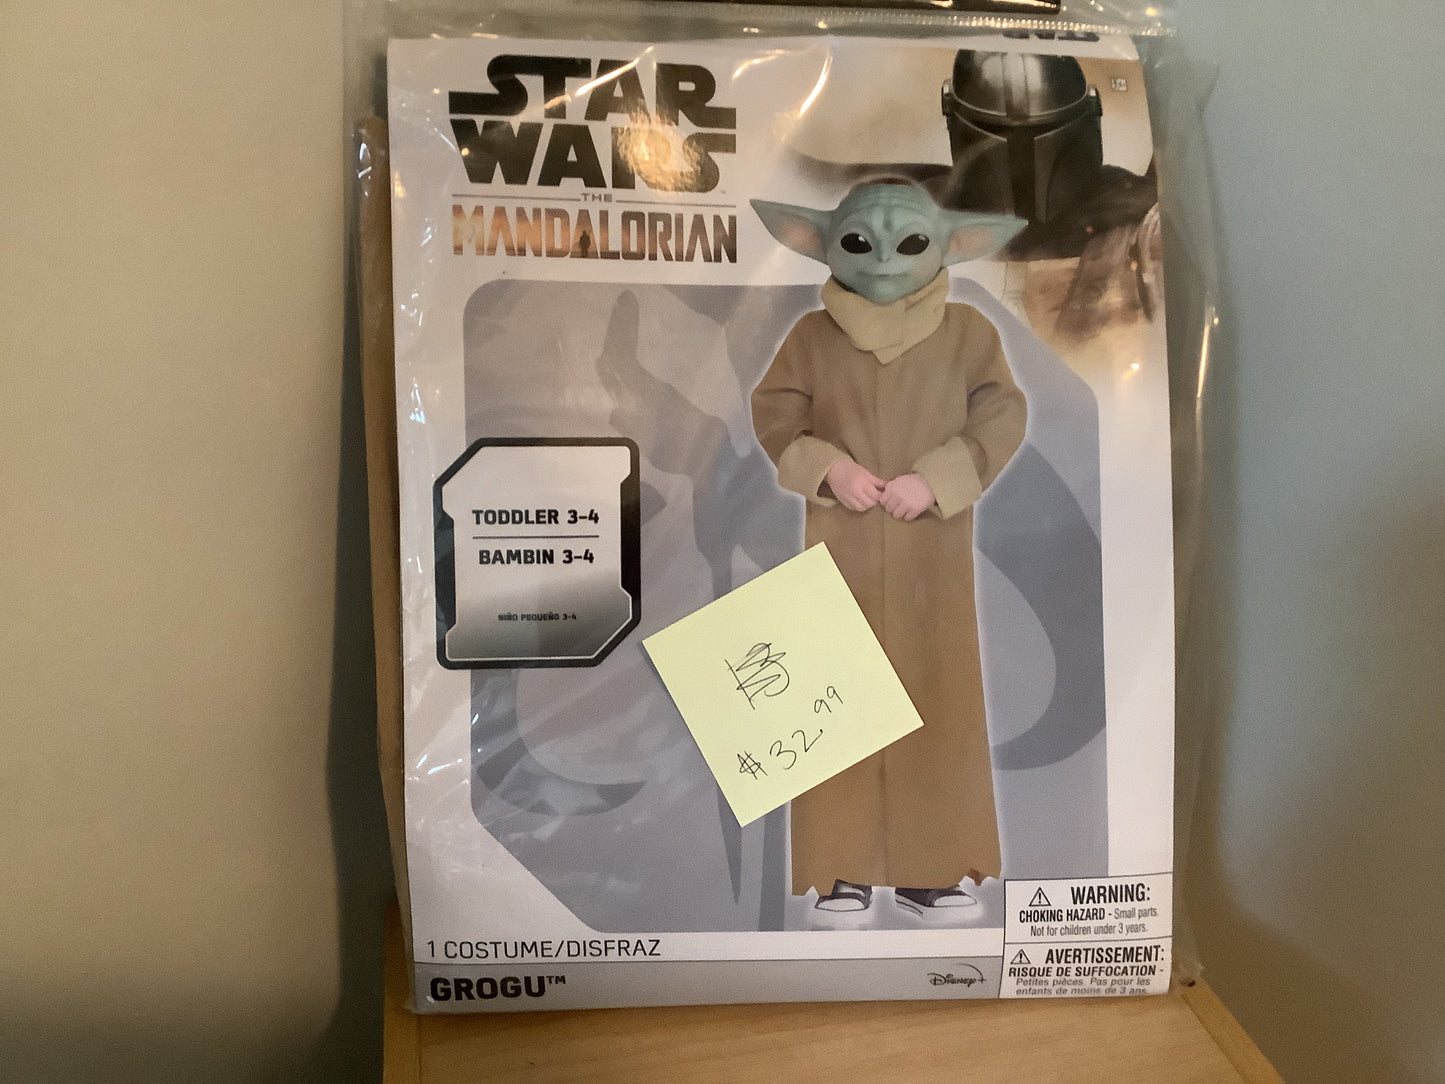 STAR
WARS
THE
MANDALORIAN
TODDLER 3-4
BAMBIN 3-4
NIÑO PEQUEÑO 3-4
$32.99
1 COSTUME/DISFRAZ
GROGU™
Disney+
WARNING:
CHOKING HAZARD - Small parts.
Not for children under 3 years.
AVERTISSEMENT:
RISQUE DE SUFFOCATION -
Petites pièces. Pas pour les
enfants de moins de 3 ans.